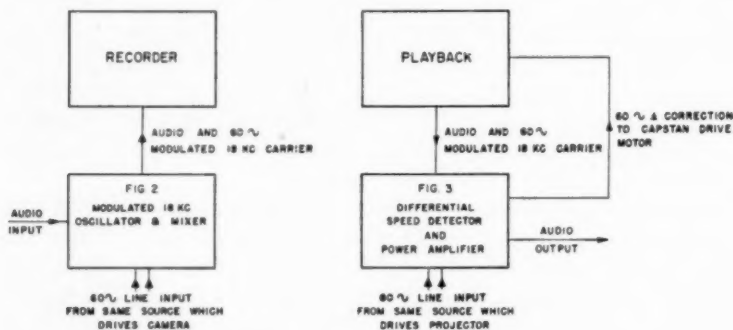 RECORDER
AUDIO AND 60~
MODULATED 18 KC CARRIER
AUDIO
INPUT
FIG. 2
MODULATED 18 KC
OSCILLATOR & MIXER
60~ LINE INPUT
FROM SAME SOURCE WHICH
DRIVES CAMERA
PLAYBACK
60~ Δ CORRECTION
TO CAPSTAN DRIVE
MOTOR
AUDIO AND 60~
MODULATED 18 KC CARRIER
FIG. 3
DIFFERENTIAL
SPEED DETECTOR
AND
POWER AMPLIFIER
AUDIO
OUTPUT
60~ LINE INPUT
FROM SAME SOURCE WHICH
DRIVES PROJECTOR